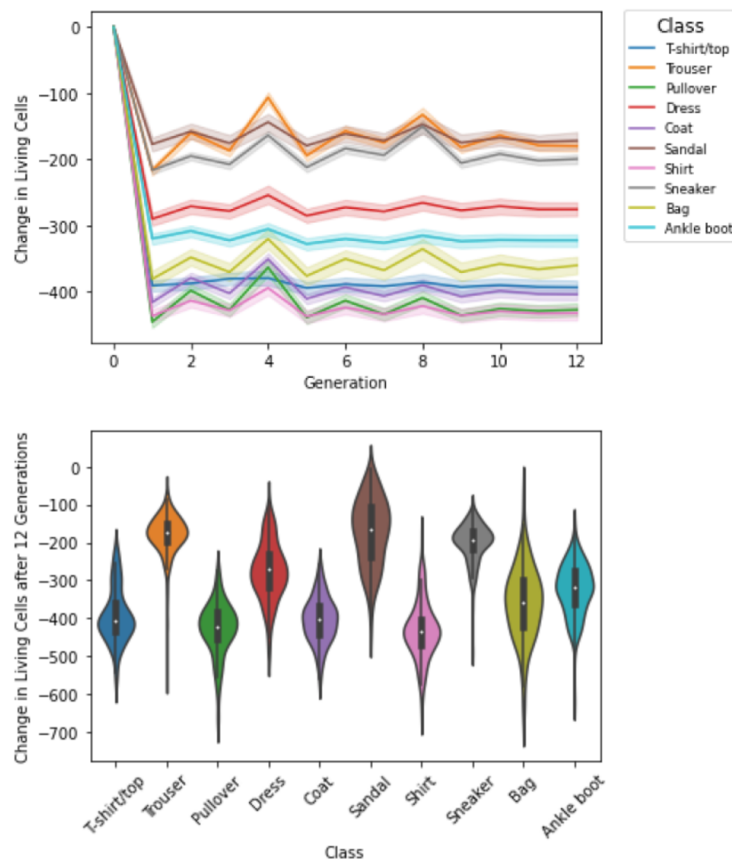 Change in Living Cells
0
−100
−200
−300
−400
0
2
4
6
8
10
12
Generation
Class
T-shirt/top
Trouser
Pullover
Dress
Coat
Sandal
Shirt
Sneaker
Bag
Ankle boot
Change in Living Cells after 12 Generations
0
−100
−200
−300
−400
−500
−600
−700
T-shirt/top
Trouser
Pullover
Dress
Coat
Sandal
Shirt
Sneaker
Bag
Ankle boot
Class